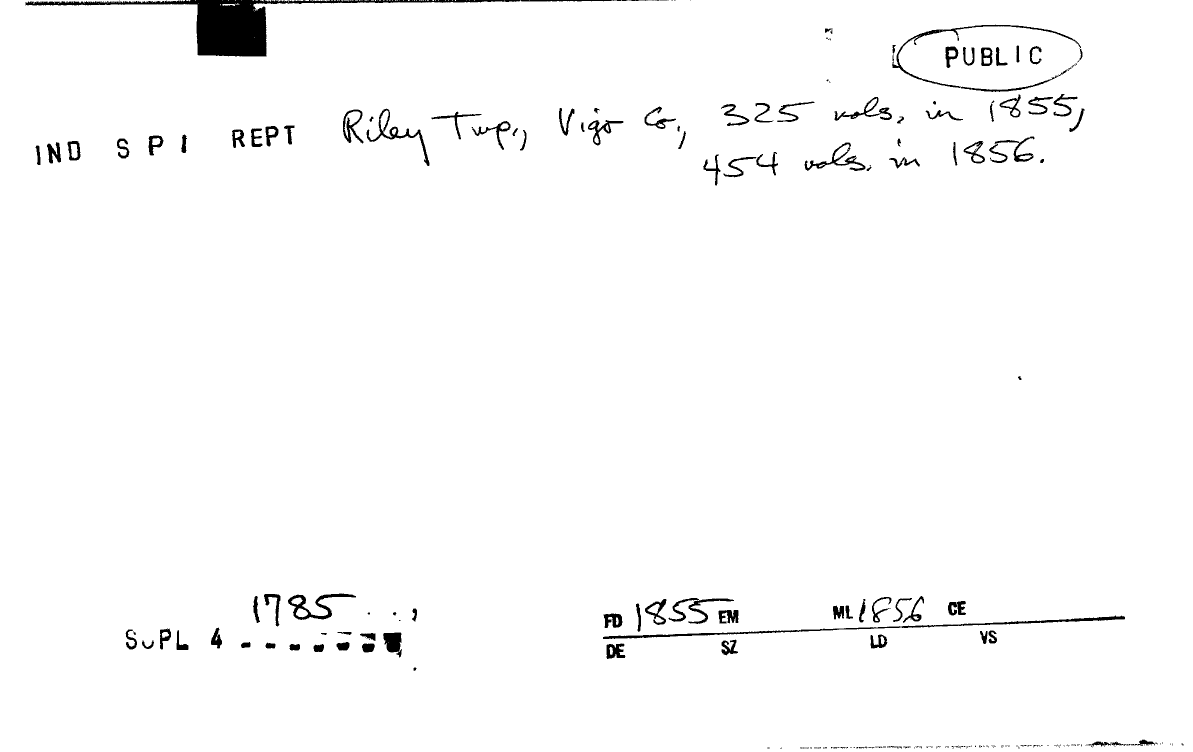 PUBLIC
IND S P I REPT Riley Twp., Vigo Co., 325 vols. in 1855,
454 vols. in 1856.
1785
SUPL 4
FD 1855 EM ML 1856 CE
DE SZ LD VS